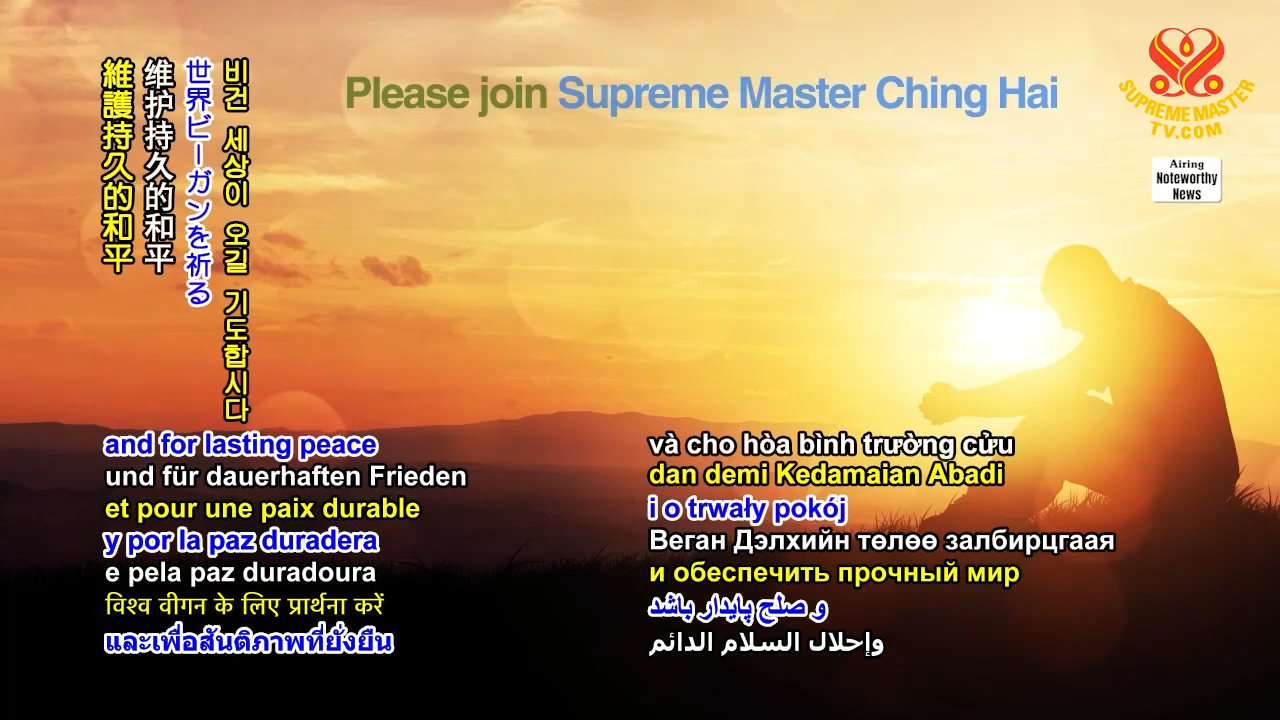 Please join Supreme Master Ching Hai
SUPREME MASTER
TV.COM
Airing
Noteworthy
News
維護持久的和平
维护持久的和平
世界ビーガンを祈る
비건 세상이 오길 기도합시다
and for lasting peace
und für dauerhaften Frieden
et pour une paix durable
y por la paz duradera
e pela paz duradoura
विश्व वीगन के लिए प्रार्थना करें
และเพื่อสันติภาพที่ยั่งยืน
và cho hòa bình trường cửu
dan demi Kedamaian Abadi
i o trwały pokój
Веган Дэлхийн төлөө залбирцгаая
и обеспечить прочный мир
و صلح پایدار باشد
وإحلال السلام الدائم